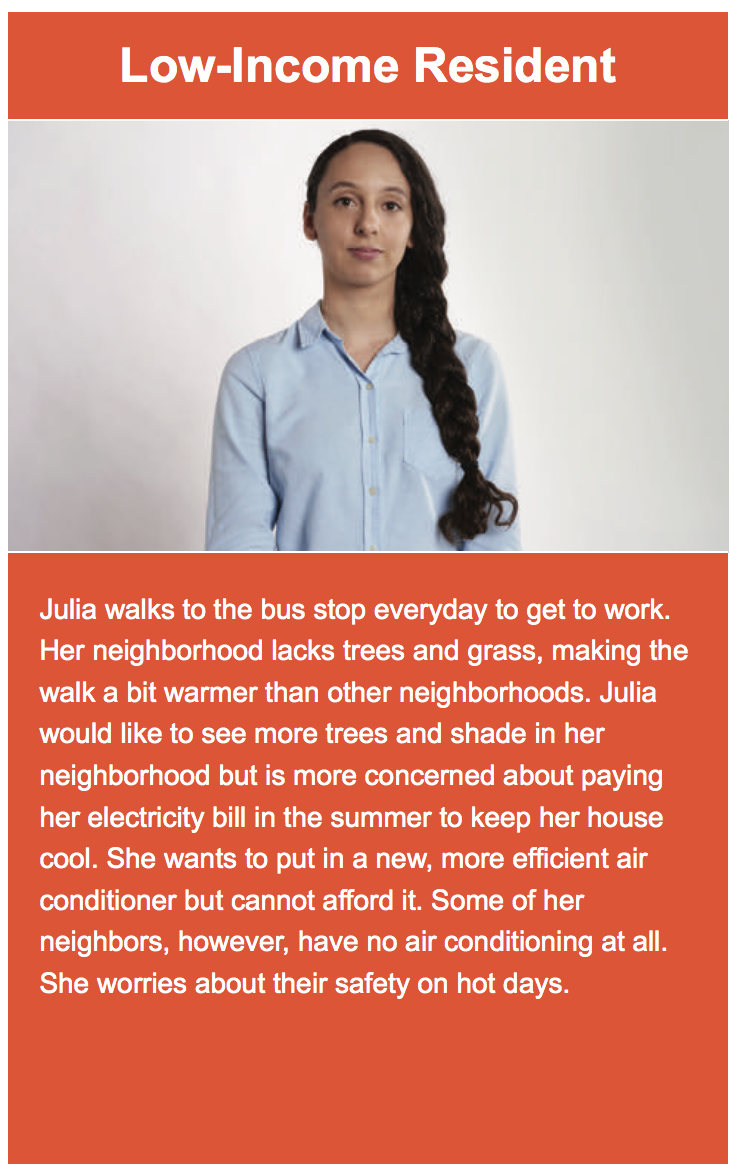 Low-Income Resident
Julia walks to the bus stop everyday to get to work.
Her neighborhood lacks trees and grass, making the
walk a bit warmer than other neighborhoods. Julia
would like to see more trees and shade in her
neighborhood but is more concerned about paying
her electricity bill in the summer to keep her house
cool. She wants to put in a new, more efficient air
conditioner but cannot afford it. Some of her
neighbors, however, have no air conditioning at all.
She worries about their safety on hot days.